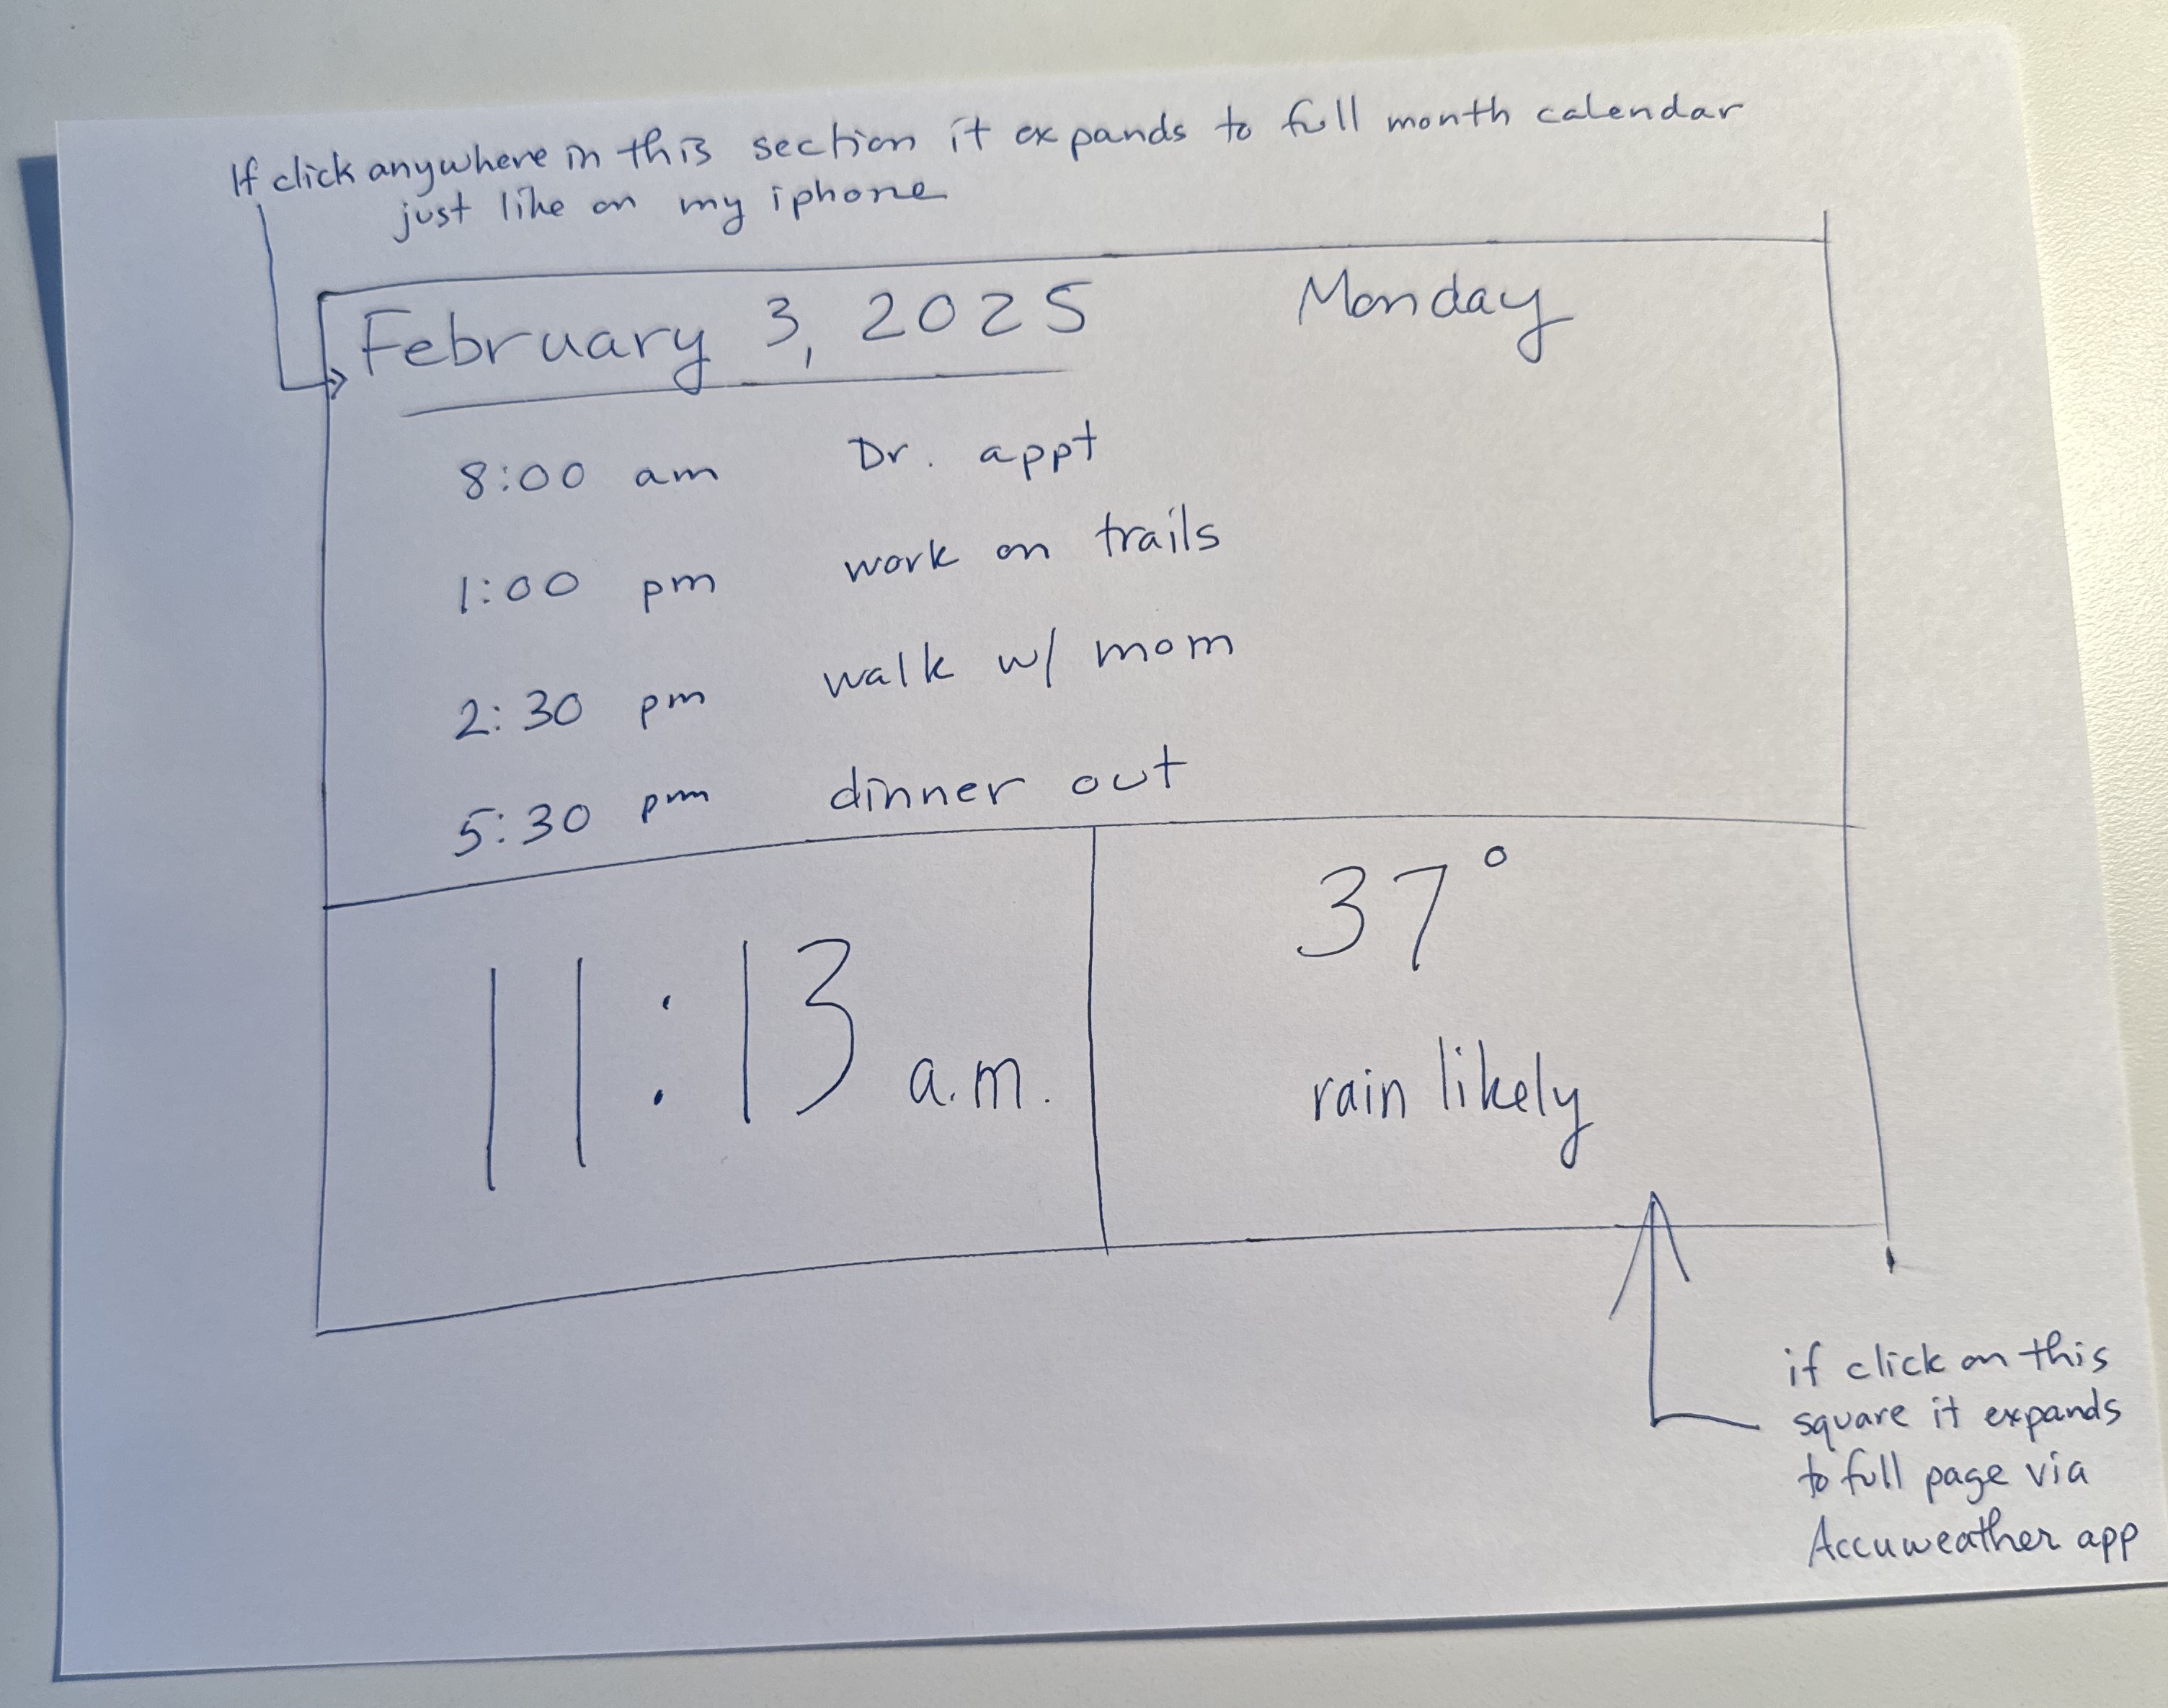 If click anywhere in this section it expands to full month calendar
just like on my iphone
February 3, 2025 Monday
8:00 am Dr. appt
1:00 pm work on trails
2:30 pm walk w/ mom
5:30 pm dinner out
11:13 a.m.
37°
rain likely
if click on this
square it expands
to full page via
Accuweather app